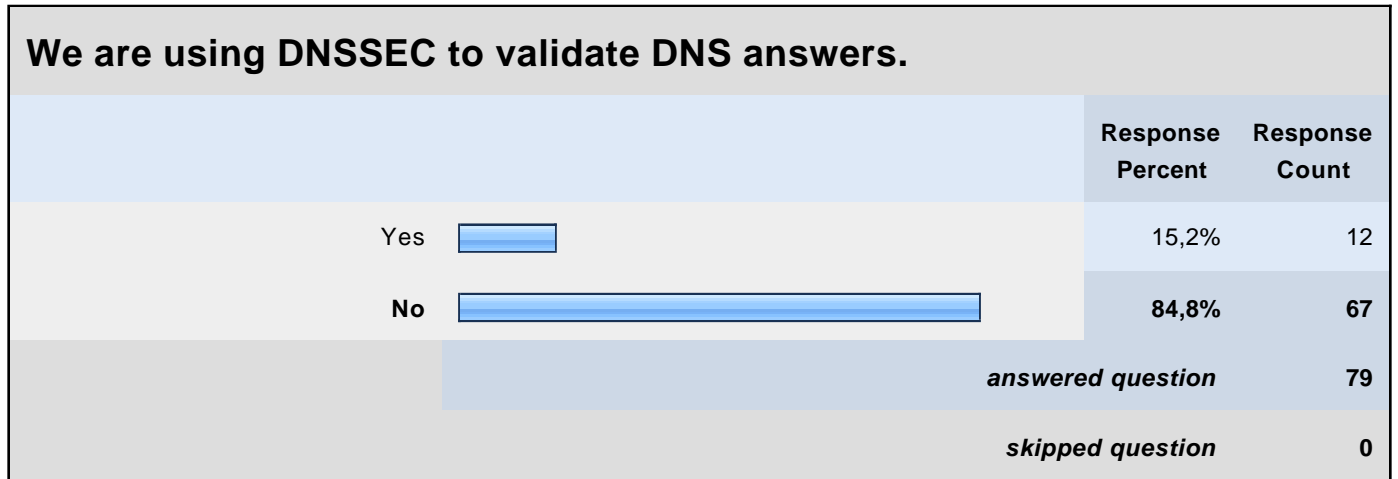 We are using DNSSEC to validate DNS answers.
Response Percent Response Count
Yes 15,2% 12
No 84,8% 67
answered question 79
skipped question 0